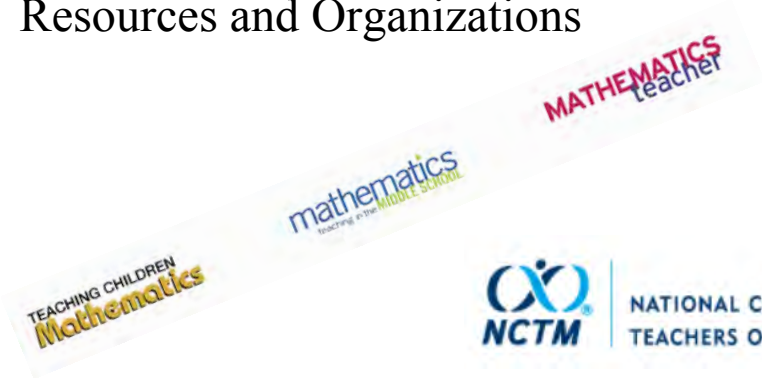 Resources and Organizations
MATHEMATICS
teacher
mathematics
teaching in the MIDDLE SCHOOL
TEACHING CHILDREN
Mathematics
NCTM®
NATIONAL C
TEACHERS O